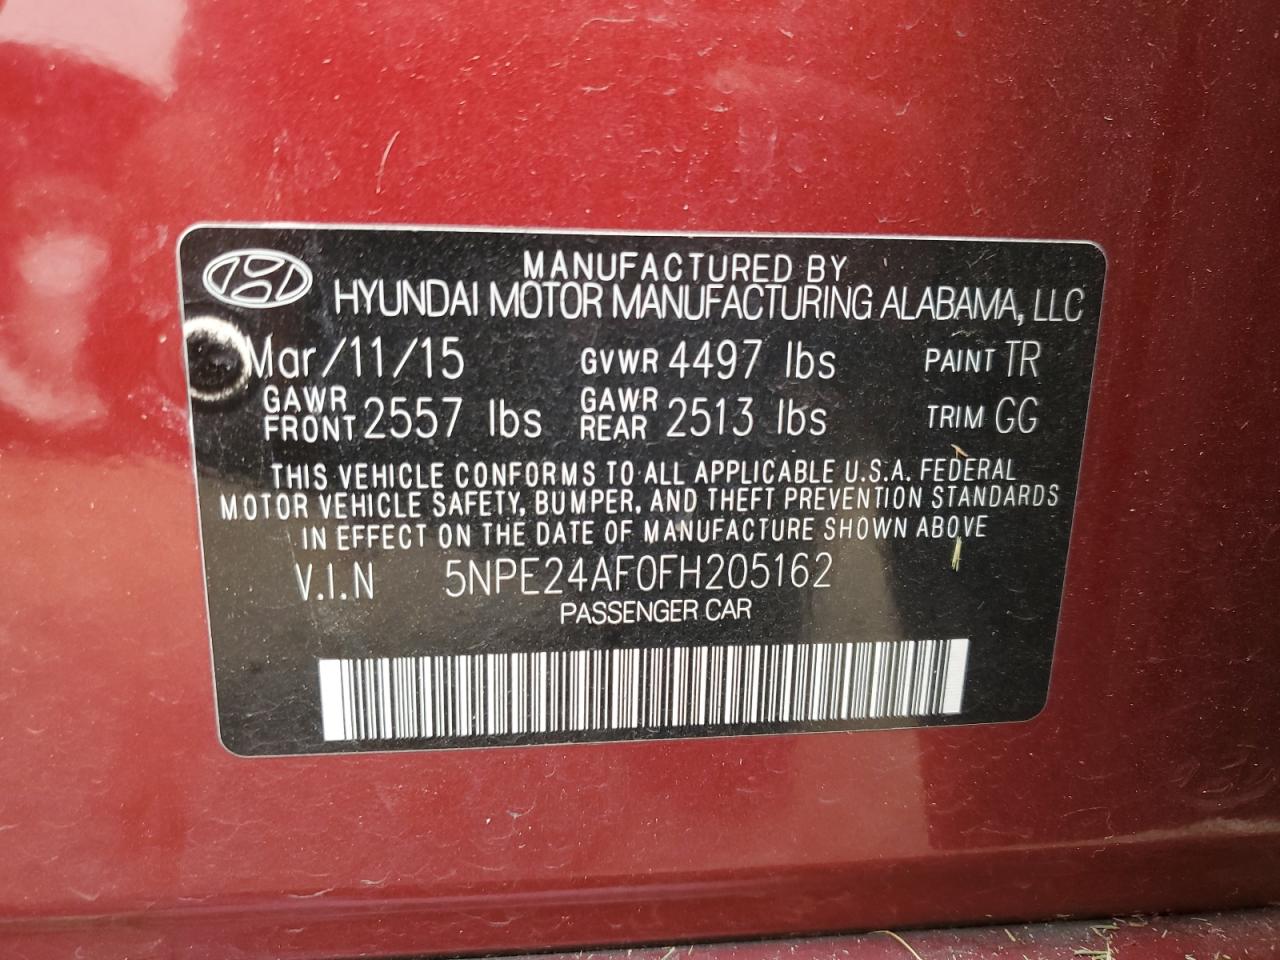 MANUFACTURED BY
HYUNDAI MOTOR MANUFACTURING ALABAMA, LLC
Mar/11/15 GVWR 4497 lbs PAINT TR
GAWR FRONT 2557 lbs GAWR REAR 2513 lbs TRIM GG
THIS VEHICLE CONFORMS TO ALL APPLICABLE U.S.A. FEDERAL
MOTOR VEHICLE SAFETY, BUMPER, AND THEFT PREVENTION STANDARDS
IN EFFECT ON THE DATE OF MANUFACTURE SHOWN ABOVE
V.I.N 5NPE24AF0FH205162
PASSENGER CAR